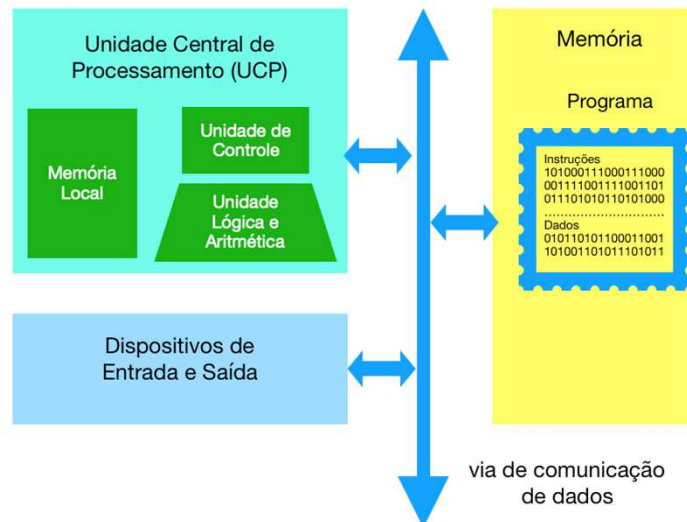 Unidade Central de
Processamento (UCP)
Memória
Local
Unidade de
Controle
Unidade
Lógica e
Aritmética
Dispositivos de
Entrada e Saída
Memória
Programa
Instruções
101000111000111000
001111001111001101
011101010110101000
..............................
Dados
010110101100011001
101001101011101011
via de comunicação
de dados